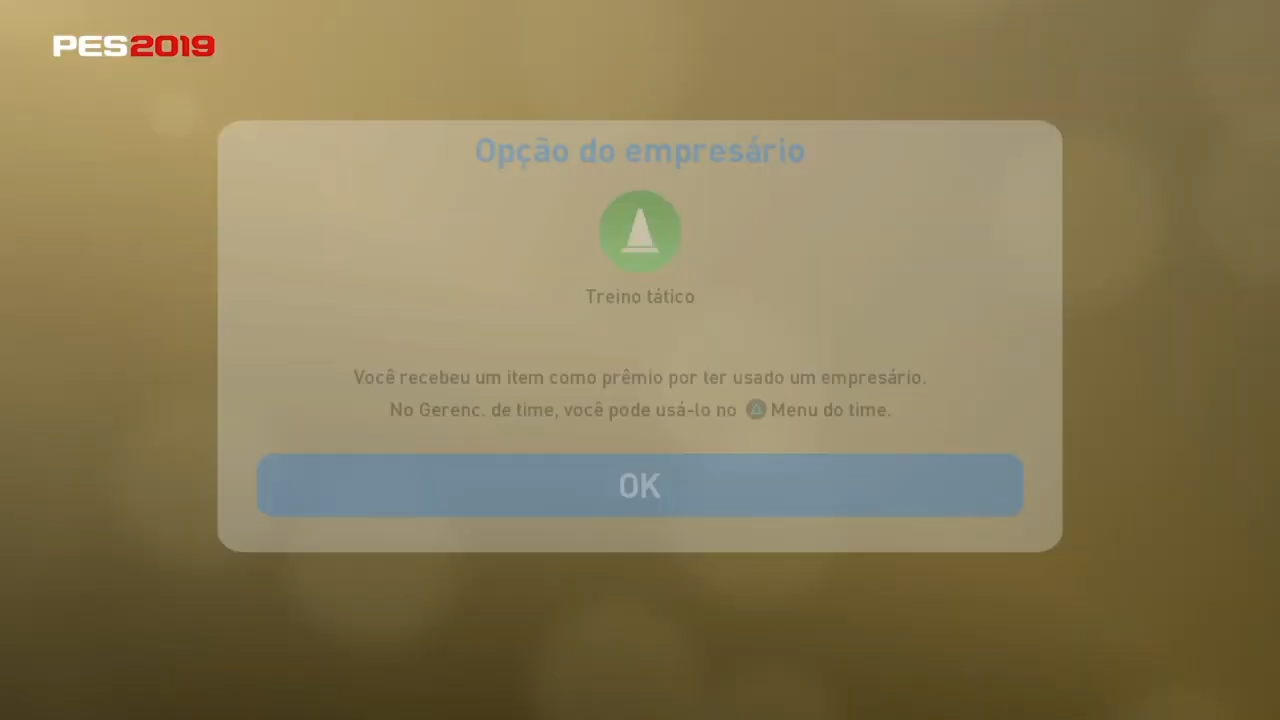 PES2019
Opção do empresário
Treino tático
Você recebeu um item como prêmio por ter usado um empresário.
No Gerenc. de time, você pode usá-lo no Menu do time.
OK